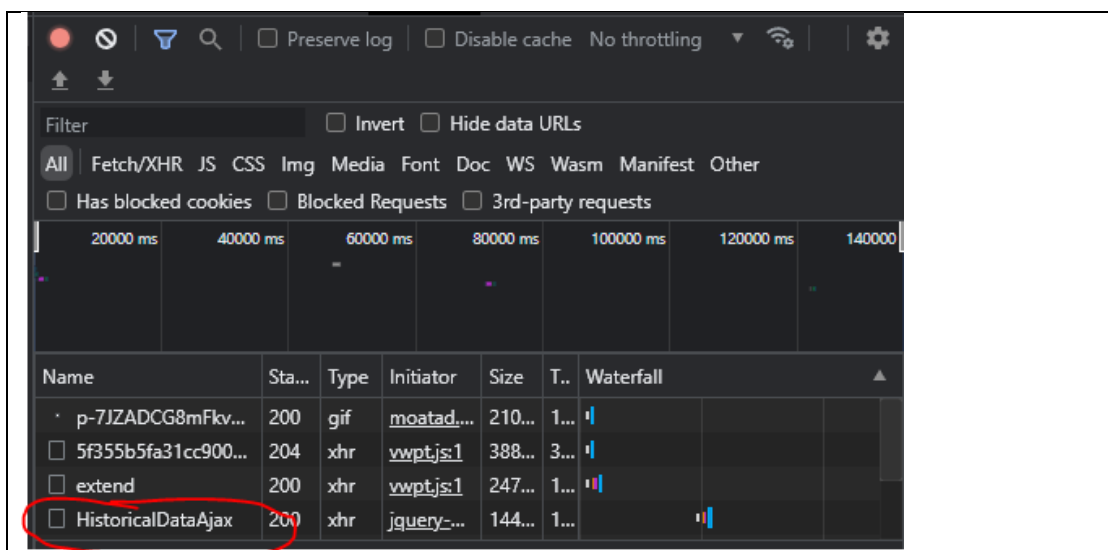 Preserve log Disable cache No throttling
Filter Invert Hide data URLs
All Fetch/XHR JS CSS Img Media Font Doc WS Wasm Manifest Other
Has blocked cookies Blocked Requests 3rd-party requests
20000 ms 40000 ms 60000 ms 80000 ms 100000 ms 120000 ms 140000
Name Sta... Type Initiator Size T.. Waterfall
p-7JZADCG8mFkv... 200 gif moatad.... 210... 1...
5f355b5fa31cc900... 204 xhr vwpt.js:1 388... 3...
extend 200 xhr vwpt.js:1 247... 1...
HistoricalDataAjax 200 xhr jquery-... 144... 1...